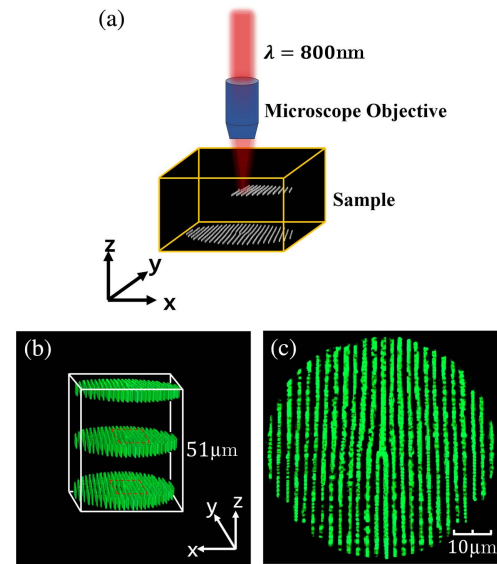 (a)
λ = 800nm
Microscope Objective
Sample
z
y
x
(b)
51μm
y
z
x
(c)
10μm